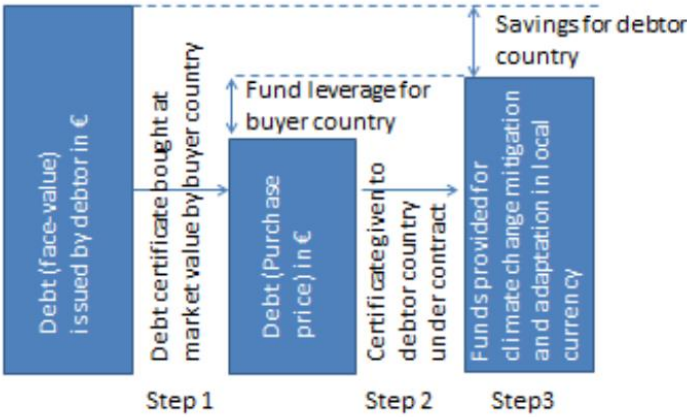 Debt (face-value)
issued by debtor in €
Debt certificate bought at
market value by buyer country
Fund leverage for
buyer country
Debt (Purchase
price) in €
Certificate given to
debtor country
under contract
Savings for debtor
country
Funds provided for
climate change mitigation
and adaptation in local
currency
Step 1
Step 2
Step3